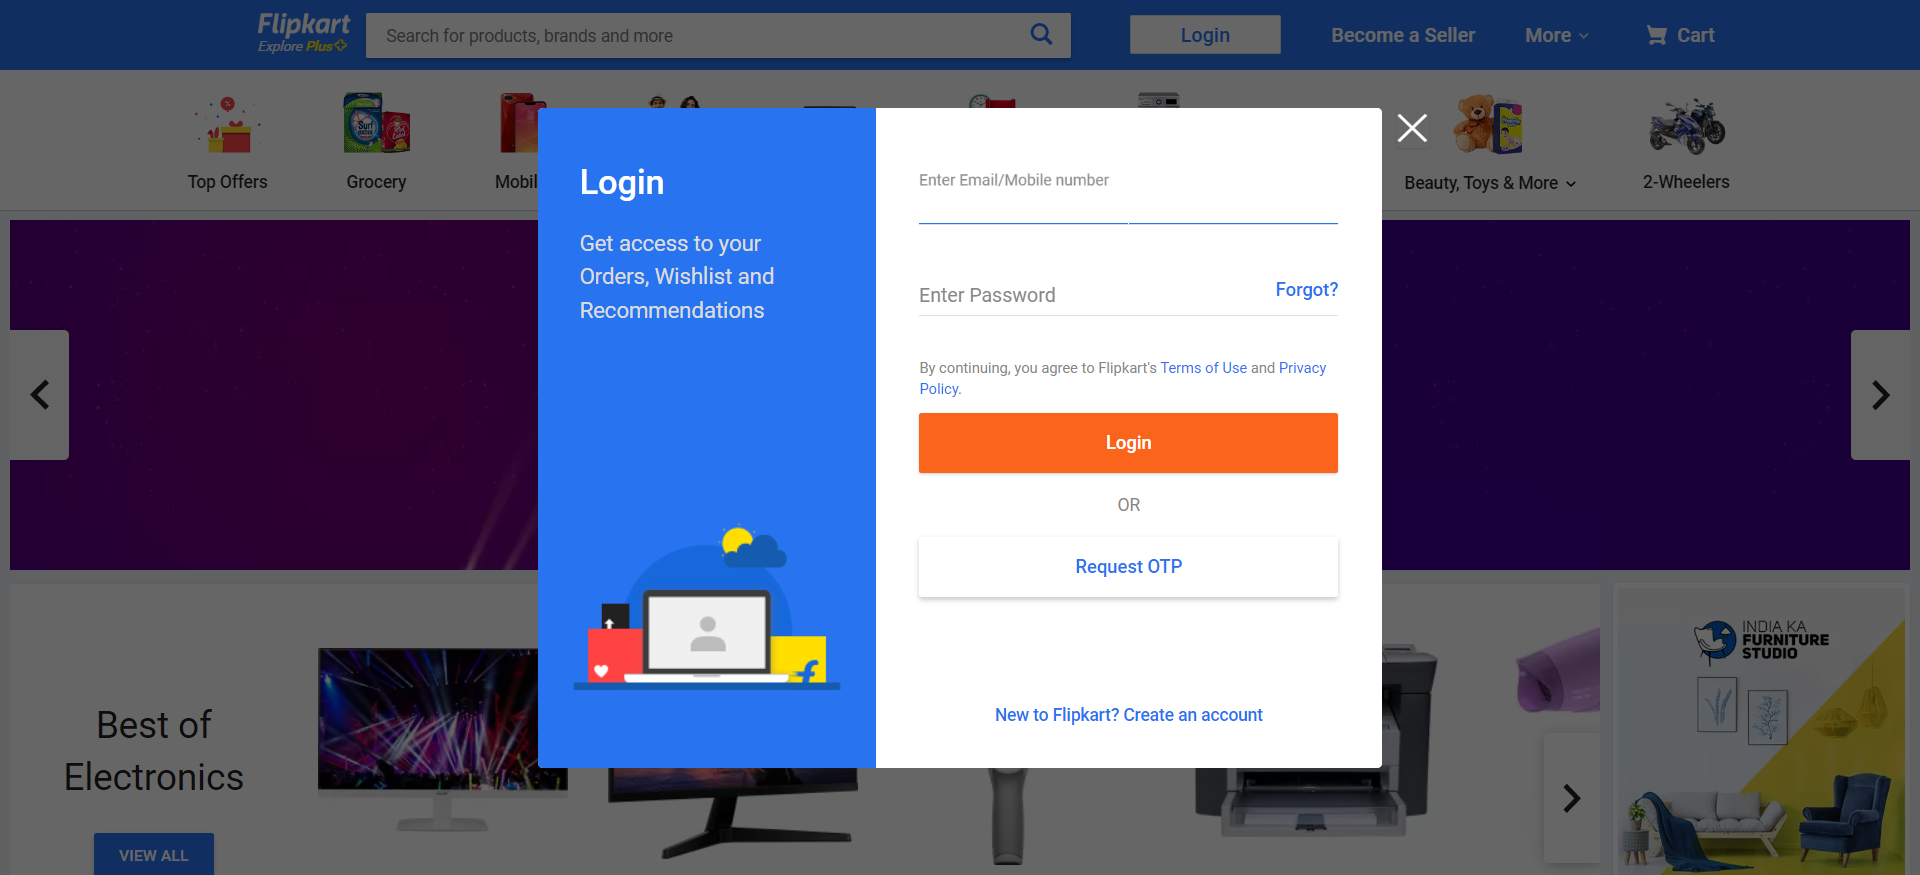 Flipkart
Explore Plus
Search for products, brands and more
Login
Become a Seller
More
Cart
Top Offers
Grocery
Mobil
Beauty, Toys & More
2-Wheelers
Surf
excel
Login
Get access to your
Orders, Wishlist and
Recommendations
Enter Email/Mobile number
Enter Password
Forgot?
By continuing, you agree to Flipkart's Terms of Use and Privacy
Policy.
Login
OR
Request OTP
New to Flipkart? Create an account
Best of
Electronics
VIEW ALL
INDIA KA
FURNITURE
STUDIO